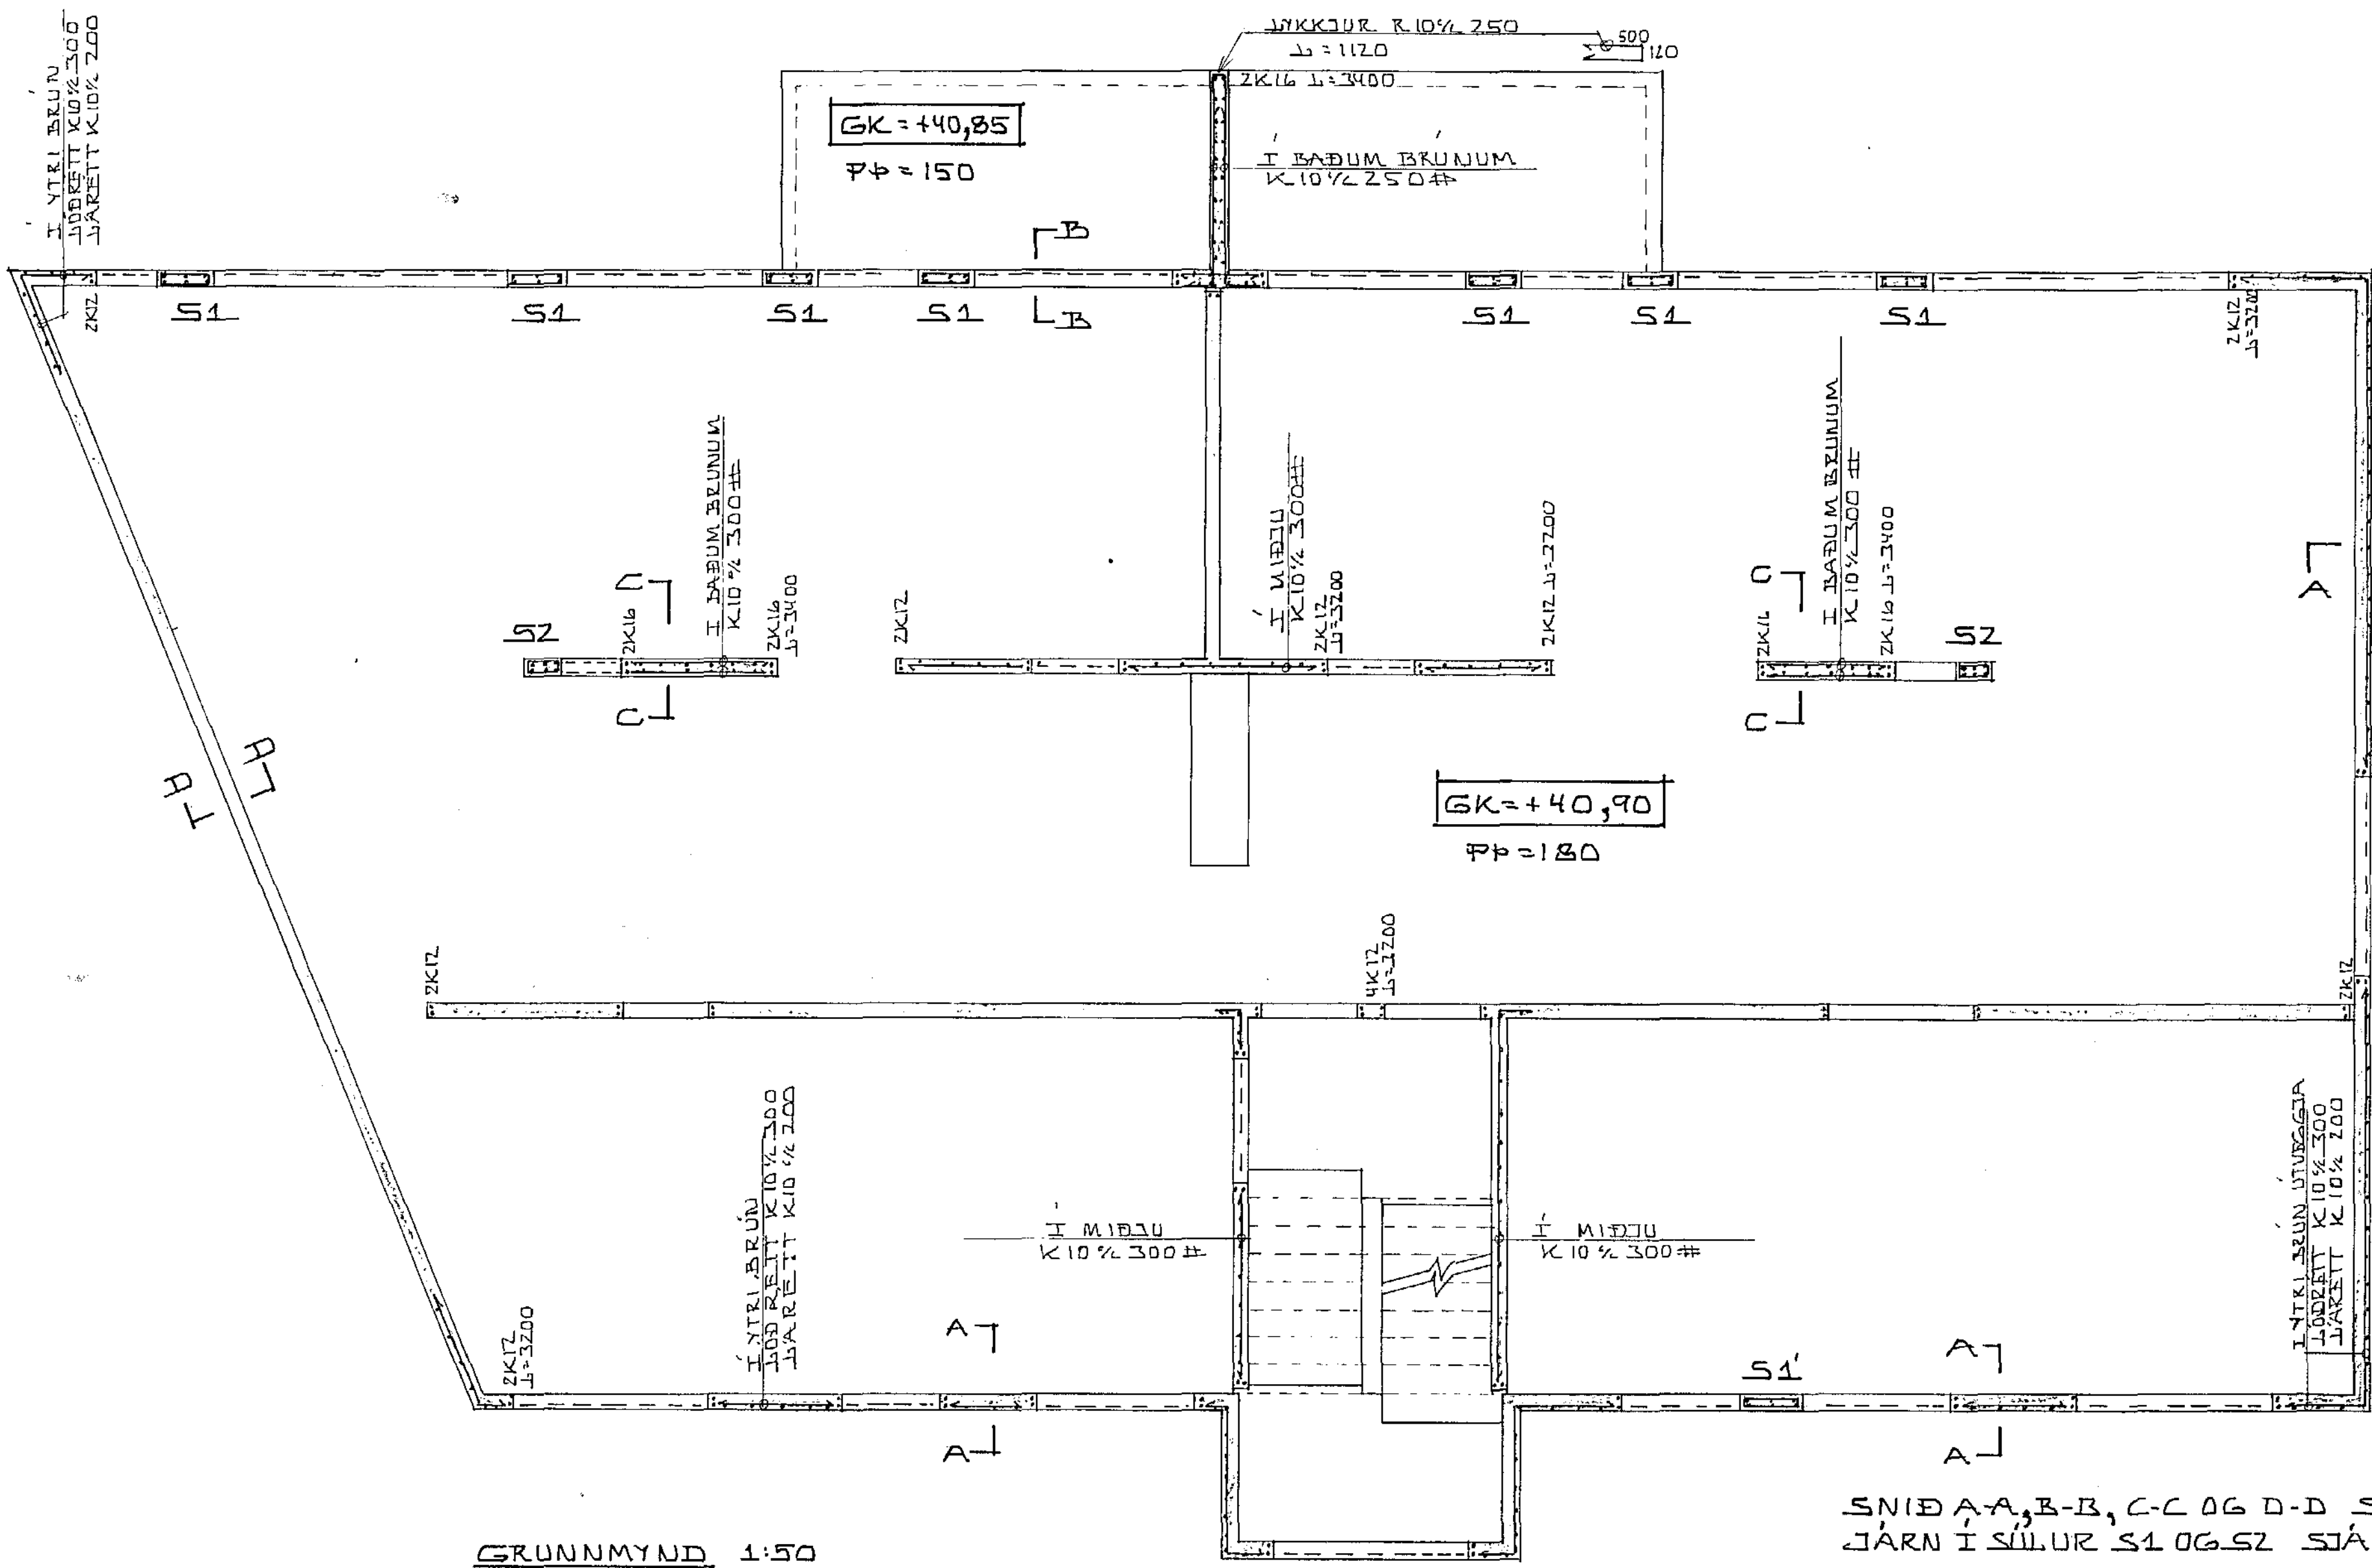 LYKKJUR R10% 250
L=1120
500
120
2K16 L=3400
Í YTRI BRÚN
LÓÐRÉTT K10% 300
LÁRÉTT K10% 200
GK=+40,85
PÞ=150
Í BÁÐUM BRÚNUM
K10% 250#
B
B
2K12
S1
S1
S1
S1
S1
S1
S1
2K12
L=3200
Í BÁÐUM BRÚNUM
K10% 300#
Í MIÐJU
K10% 300#
Í BÁÐUM BRÚNUM
K10% 300#
C
C
A
S2
2K16
2K16
L=3400
2K12
2K12
L=3200
2K12 L=3200
2K16
2K16 L=3400
S2
C
C
A
A
GK=+40,90
PÞ=180
2K12
4K12
L=2200
2K12
Í YTRI BRÚN
LÓÐRÉTT K10% 300
LÁRÉTT K10% 200
Í MIÐJU
K10% 300#
Í MIÐJU
K10% 300#
Í YTRI BRÚN ÚTVEGGJA
LÓÐRÉTT K10% 300
LÁRÉTT K10% 200
2K12
L=3200
A
S1'
A
A
A
SNIÐ A-A, B-B, C-C OG D-D S
JÁRN Í SÚLUR S1 OG S2 SJÁ
GRUNNMYND 1:50